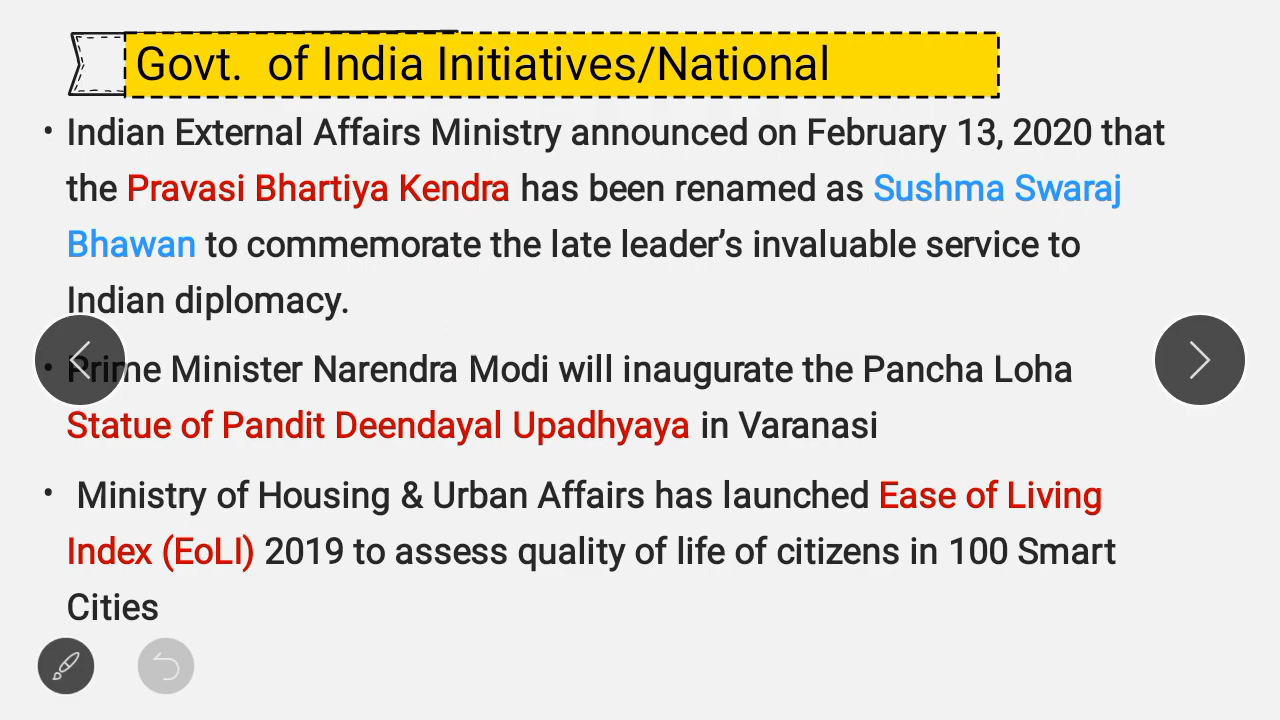 Govt. of India Initiatives/National
• Indian External Affairs Ministry announced on February 13, 2020 that
the Pravasi Bhartiya Kendra has been renamed as Sushma Swaraj
Bhawan to commemorate the late leader’s invaluable service to
Indian diplomacy.
• Prime Minister Narendra Modi will inaugurate the Pancha Loha
Statue of Pandit Deendayal Upadhyaya in Varanasi
• Ministry of Housing & Urban Affairs has launched Ease of Living
Index (EoLI) 2019 to assess quality of life of citizens in 100 Smart
Cities